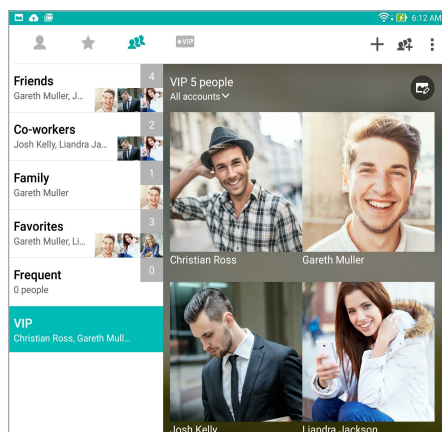 6:12 AM
★VIP
Friends
4
Gareth Muller, J...
Co-workers
2
Josh Kelly, Liandra Ja...
Family
1
Gareth Muller
Favorites
3
Gareth Muller, Li...
Frequent
0
0 people
VIP
Christian Ross, Gareth Mull...
VIP 5 people
All accounts
Christian Ross
Gareth Muller
Josh Kelly
Liandra Jackson